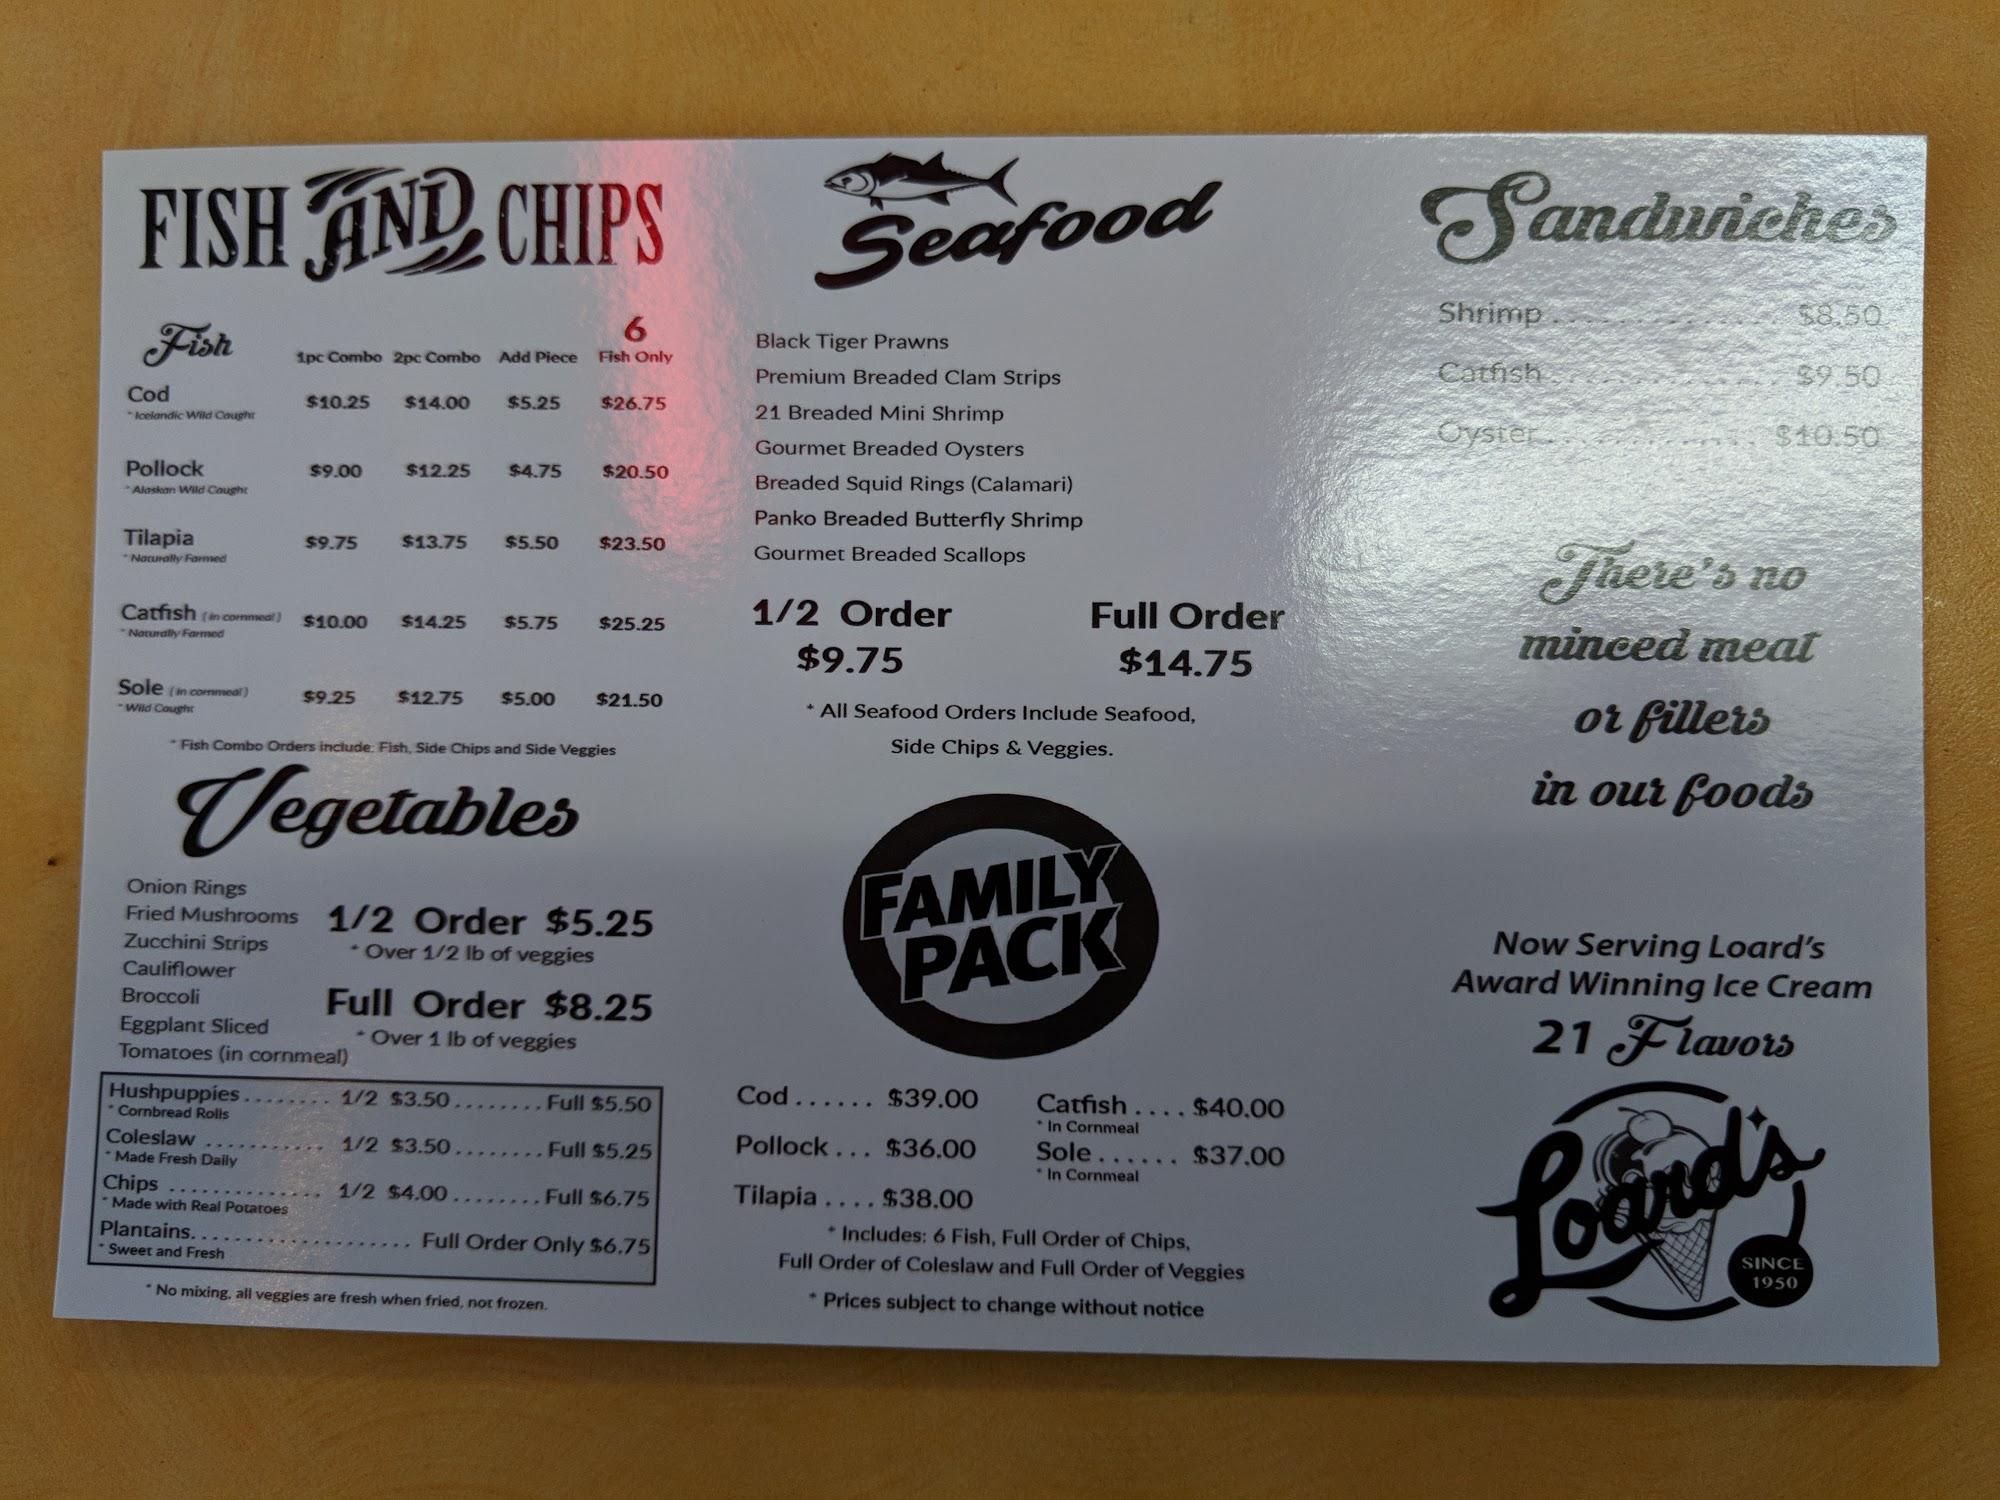 FISH AND CHIPS
Fish 1pc Combo 2pc Combo Add Piece 6 Fish Only
Cod $10.25 $14.00 $5.25 $26.75
* Icelandic Wild Caught
Pollock $9.00 $12.25 $4.75 $20.50
* Alaskan Wild Caught
Tilapia $9.75 $13.75 $5.50 $23.50
* Naturally Farmed
Catfish (in cornmeal) $10.00 $14.25 $5.75 $25.25
* Naturally Farmed
Sole (in cornmeal) $9.25 $12.75 $5.00 $21.50
* Wild Caught
* Fish Combo Orders include: Fish, Side Chips and Side Veggies
Vegetables
Onion Rings
Fried Mushrooms
Zucchini Strips
Cauliflower
Broccoli
Eggplant Sliced
Tomatoes (in cornmeal)
1/2 Order $5.25
* Over 1/2 lb of veggies
Full Order $8.25
* Over 1 lb of veggies
Hushpuppies ........ 1/2 $3.50 ........ Full $5.50
* Cornbread Rolls
Coleslaw ........... 1/2 $3.50 ........ Full $5.25
* Made Fresh Daily
Chips .............. 1/2 $4.00 ........ Full $6.75
* Made with Real Potatoes
Plantains..................... Full Order Only $6.75
* Sweet and Fresh
* No mixing, all veggies are fresh when fried, not frozen.
Seafood
Black Tiger Prawns
Premium Breaded Clam Strips
21 Breaded Mini Shrimp
Gourmet Breaded Oysters
Breaded Squid Rings (Calamari)
Panko Breaded Butterfly Shrimp
Gourmet Breaded Scallops
1/2 Order Full Order
$9.75 $14.75
* All Seafood Orders Include Seafood,
Side Chips & Veggies.
FAMILY
PACK
Cod ...... $39.00
Pollock ... $36.00
Tilapia .... $38.00
Catfish .... $40.00
* In Cornmeal
Sole ...... $37.00
* In Cornmeal
* Includes: 6 Fish, Full Order of Chips,
Full Order of Coleslaw and Full Order of Veggies
* Prices subject to change without notice
Sandwiches
Shrimp .............. $8.50
Catfish .............. $9.50
Oyster .............. $10.50
There's no
minced meat
or fillers
in our foods
Now Serving Loard's
Award Winning Ice Cream
21 Flavors
Loard's
SINCE
1950